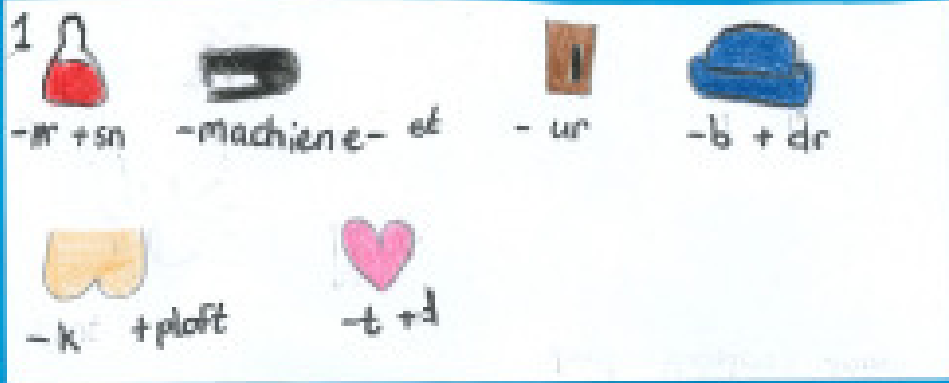 1
-m +sn -machiene- et - ur -b + dr
-k +ploft
-t +d